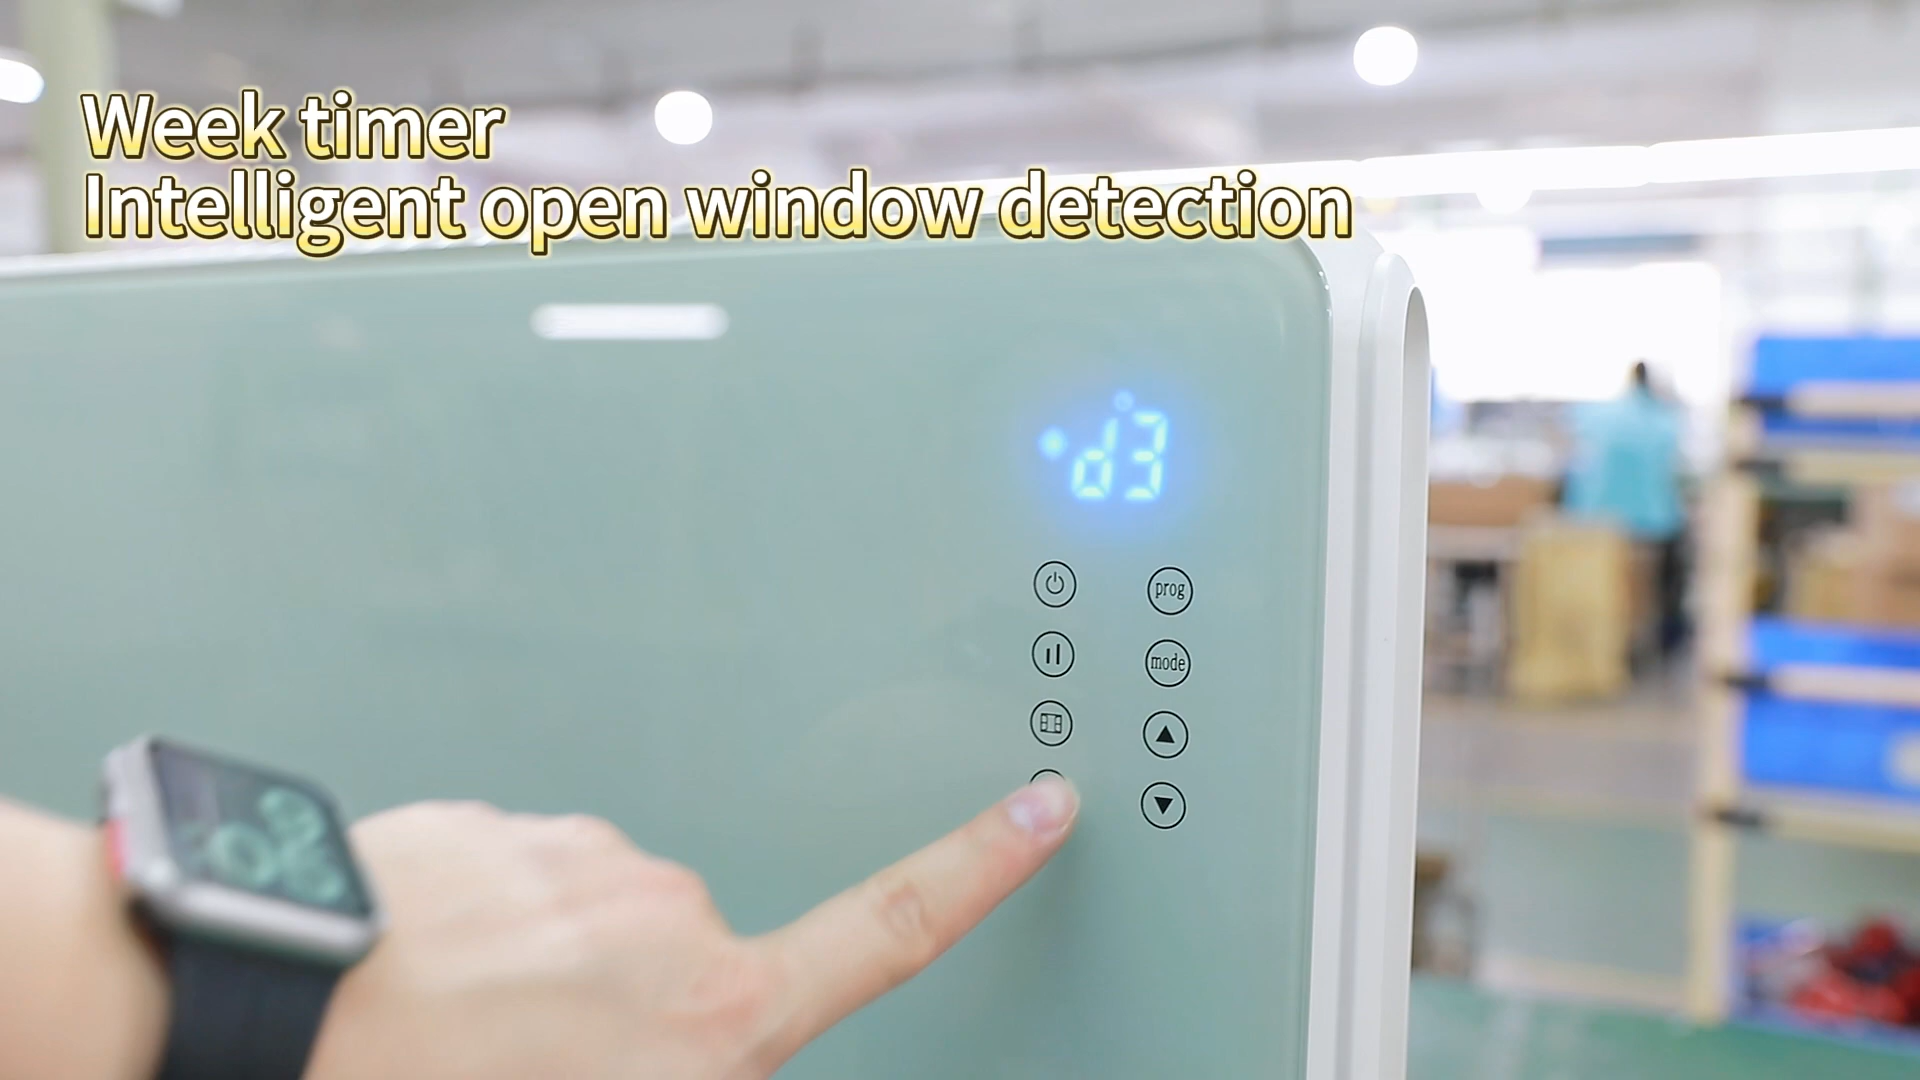 Week timer
Intelligent open window detection
d3
prog
mode